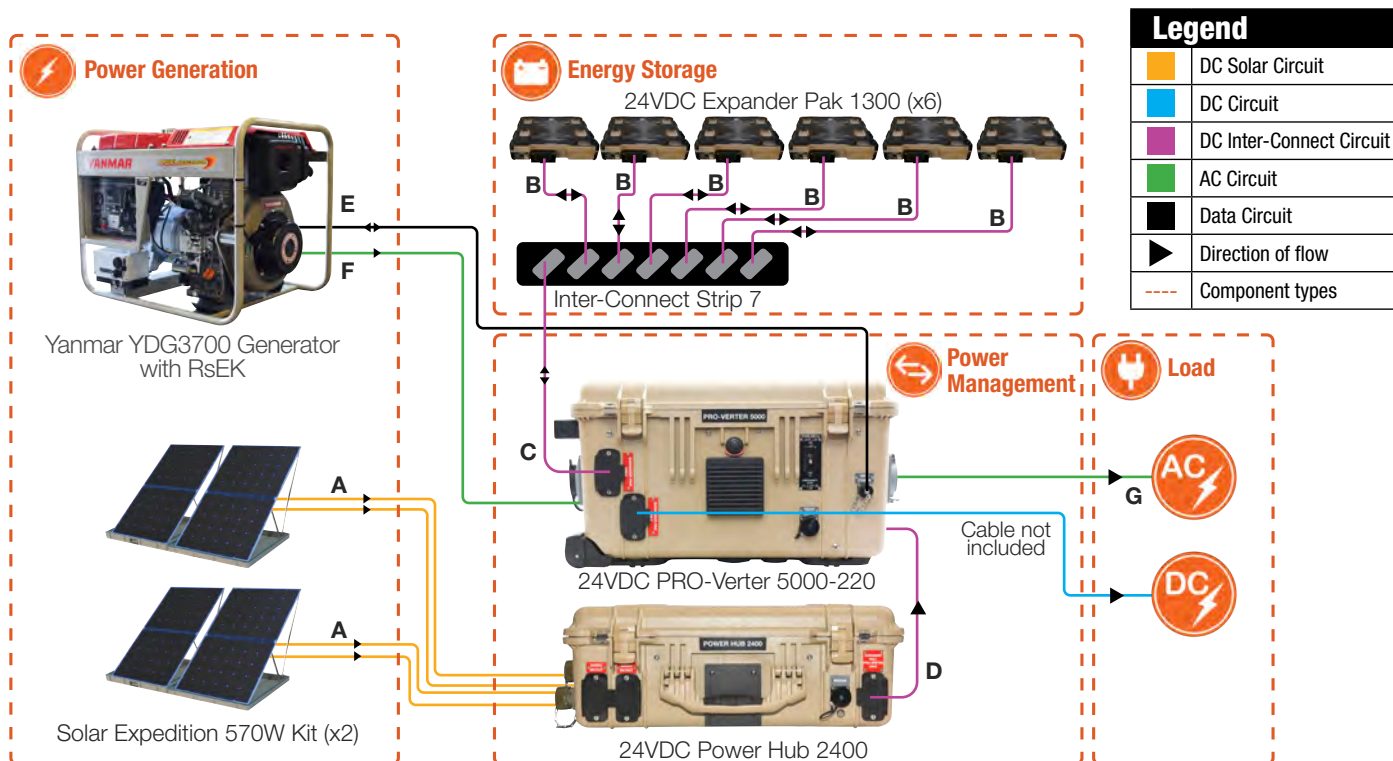 Power Generation
YANMAR
E
F
Yanmar YDG3700 Generator
with RsEK
A
A
Solar Expedition 570W Kit (x2)
Energy Storage
24VDC Expander Pak 1300 (x6)
B
B
B
B
B
B
Inter-Connect Strip 7
Power
Management
C
PRO-VERTER 5000
24VDC PRO-Verter 5000-220
POWER HUB 2400
D
24VDC Power Hub 2400
Load
AC
G
Cable not
included
DC
Legend
DC Solar Circuit
DC Circuit
DC Inter-Connect Circuit
AC Circuit
Data Circuit
Direction of flow
Component types